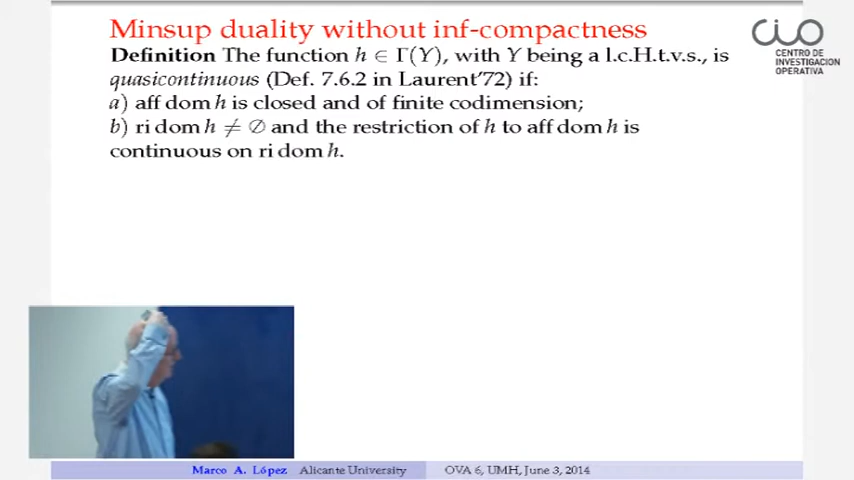 Minsup duality without inf-compactness
Definition The function h ∈ Γ(Y), with Y being a l.c.H.t.v.s., is
quasicontinuous (Def. 7.6.2 in Laurent'72) if:
a) aff dom h is closed and of finite codimension;
b) ri dom h ≠ ∅ and the restriction of h to aff dom h is
continuous on ri dom h.
cio
CENTRO DE
INVESTIGACION
OPERATIVA
Marco A. López Alicante University OVA 6, UMH, June 3, 2014